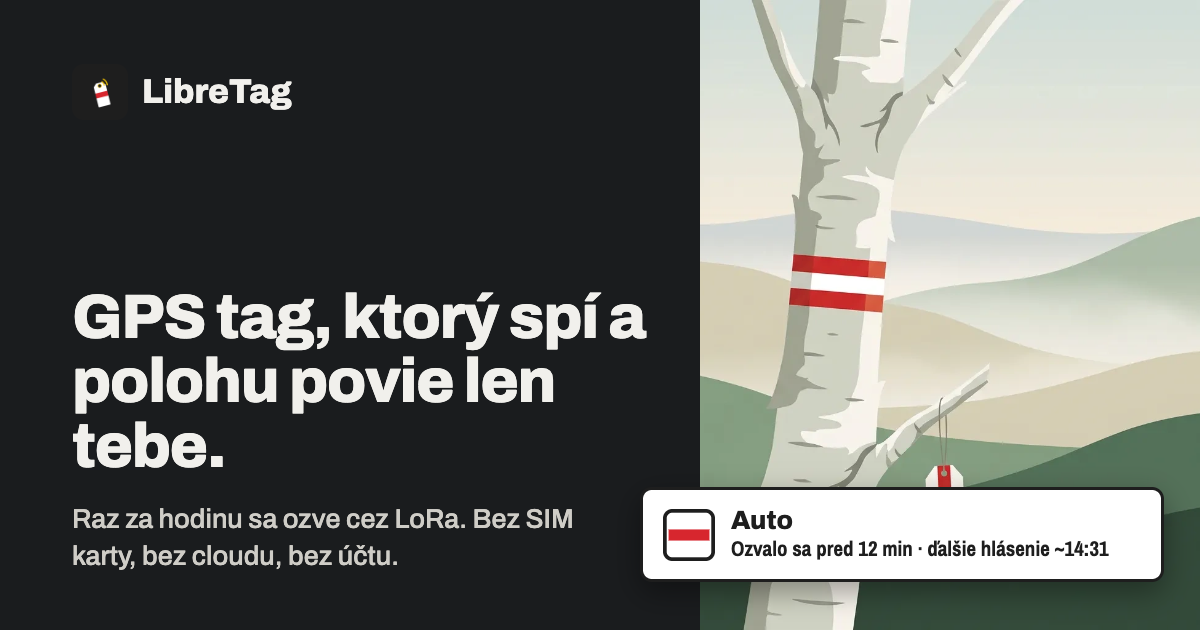 LibreTag
GPS tag, ktorý spí a
polohu povie len
tebe.
Raz za hodinu sa ozve cez LoRa. Bez SIM
karty, bez cloudu, bez účtu.
Auto
Ozvalo sa pred 12 min · ďalšie hlásenie ~14:31